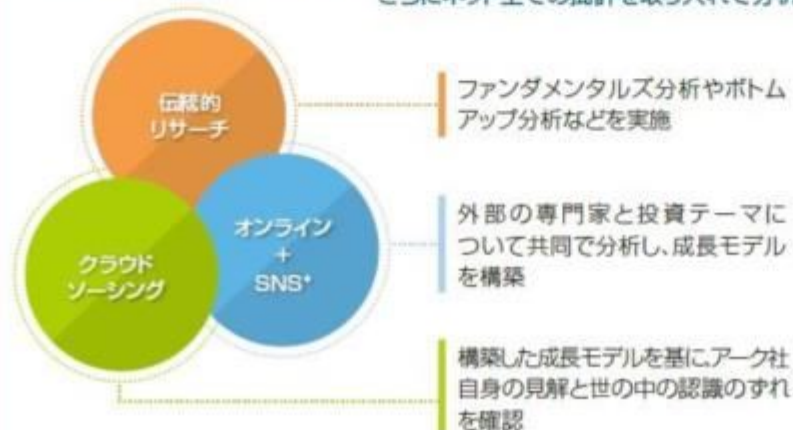 伝統的
リサーチ
オンライン
+
SNS*
クラウド
ソーシング
ファンダメンタルズ分析やボトム
アップ分析などを実施
外部の専門家と投資テーマに
ついて共同で分析し、成長モデル
を構築
構築した成長モデルを基に、アーク社
自身の見解と世の中の認識のずれ
を確認